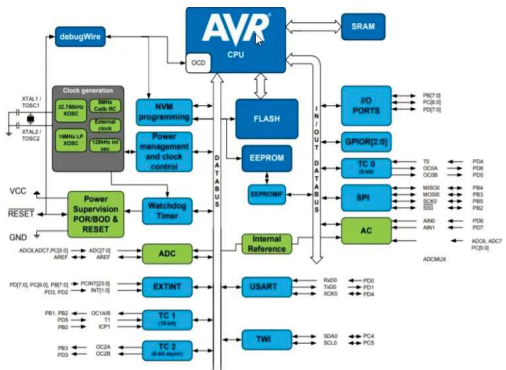 AVR
CPU
OCD
debugWire
SRAM
XTAL1 /
TOSC1
XTAL2 /
TOSC2
Clock generation
32.768kHz
XOSC
8MHz
Calib RC
External
clock
16MHz LP
XOSC
128kHz int
osc
NVM
programming
FLASH
I/O
PORTS
PB[7:0]
PC[6:0]
PD[7:0]
GPIOR[2:0]
Power
management
and clock
control
EEPROM
EEPROMIF
TC 0
(8-bit)
T0
OC0A
OC0B
PD4
PD6
PD5
SPI
MISO0
MOSI0
SCK0
SS0
PB4
PB3
PB5
PB2
VCC
RESET
GND
Power
Supervision
POR/BOD &
RESET
Watchdog
Timer
DATABUS
IN/OUT DATABUS
Internal
Reference
AC
AIN0
AIN1
PD6
PD7
ADC6, ADC7
PC[5:0]
ADCMUX
ADC6,ADC7,PC[5:0]
AREF
ADC[7:0]
AREF
ADC
PD[7:0], PC[6:0], PB[7:0]
PD3, PD2
PCINT[23:0]
INT[1:0]
EXTINT
USART
RxD0
TxD0
XCK0
PD0
PD1
PD4
PB1, PB2
PD5
PB0
OC1A/B
T1
ICP1
TC 1
(16-bit)
TWI
SDA0
SCL0
PC4
PC5
PB3
PD3
OC2A
OC2B
TC 2
(8-bit async)